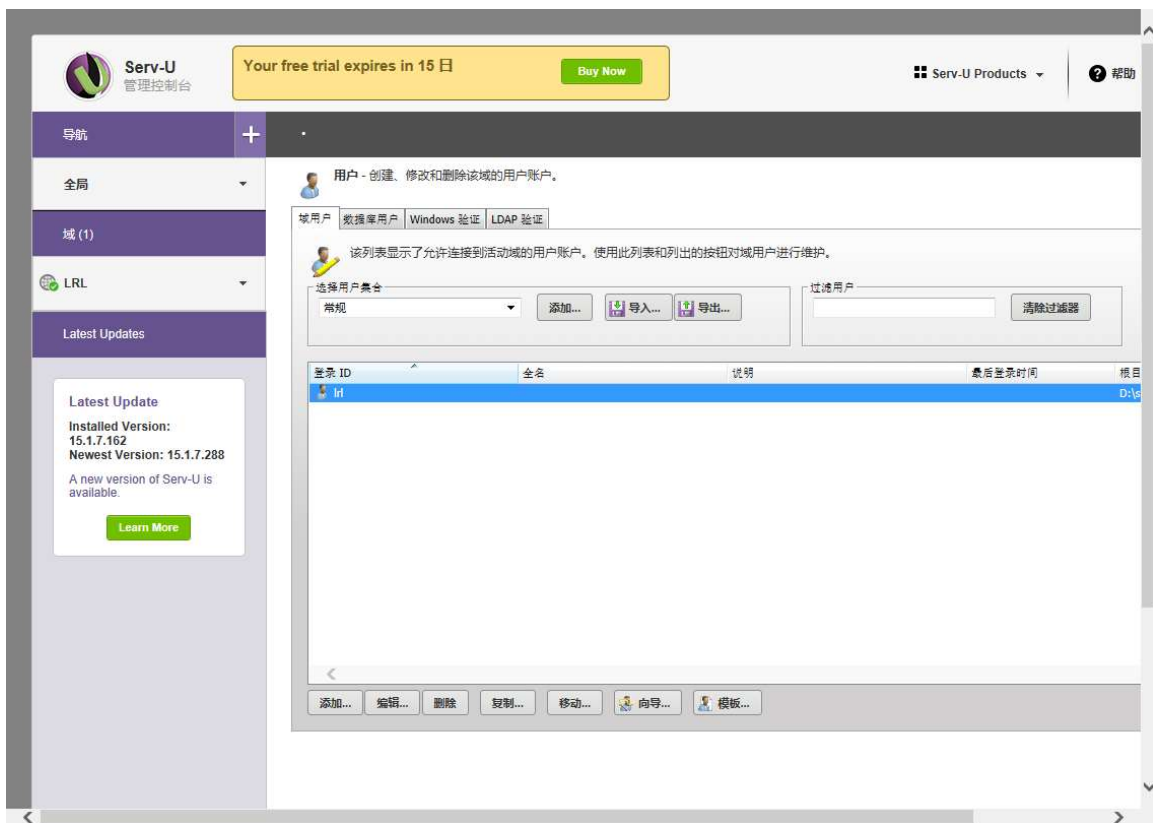 Serv-U
管理控制台
Your free trial expires in 15 日
Buy Now
Serv-U Products
帮助
导航
全局
域 (1)
LRL
Latest Updates
Latest Update
Installed Version:
15.1.7.162
Newest Version: 15.1.7.288
A new version of Serv-U is
available.
Learn More
用户 - 创建、修改和删除该域的用户账户。
域用户 数据库用户 Windows 验证 LDAP 验证
该列表显示了允许连接到活动域的用户账户。使用此列表和列出的按钮对域用户进行维护。
选择用户集合
常规
添加...
导入...
导出...
过滤用户
清除过滤器
登录 ID 全名 说明 最后登录时间 根目
lrl D:\s
添加... 编辑... 删除 复制... 移动... 向导... 模板...